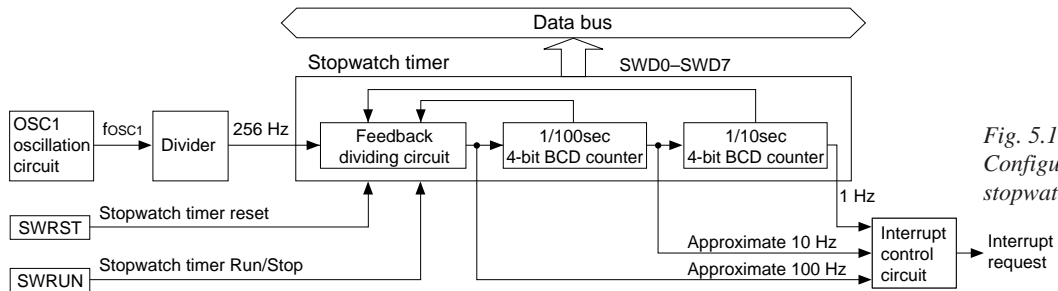 Data bus
Stopwatch timer
SWD0–SWD7
OSC1
oscillation
circuit
fOSC1
Divider
256 Hz
Feedback
dividing circuit
1/100sec
4-bit BCD counter
1/10sec
4-bit BCD counter
Fig. 5.1
Configu
stopwat
1 Hz
SWRST
Stopwatch timer reset
Approximate 10 Hz
Interrupt
control
circuit
Interrupt
request
SWRUN
Stopwatch timer Run/Stop
Approximate 100 Hz